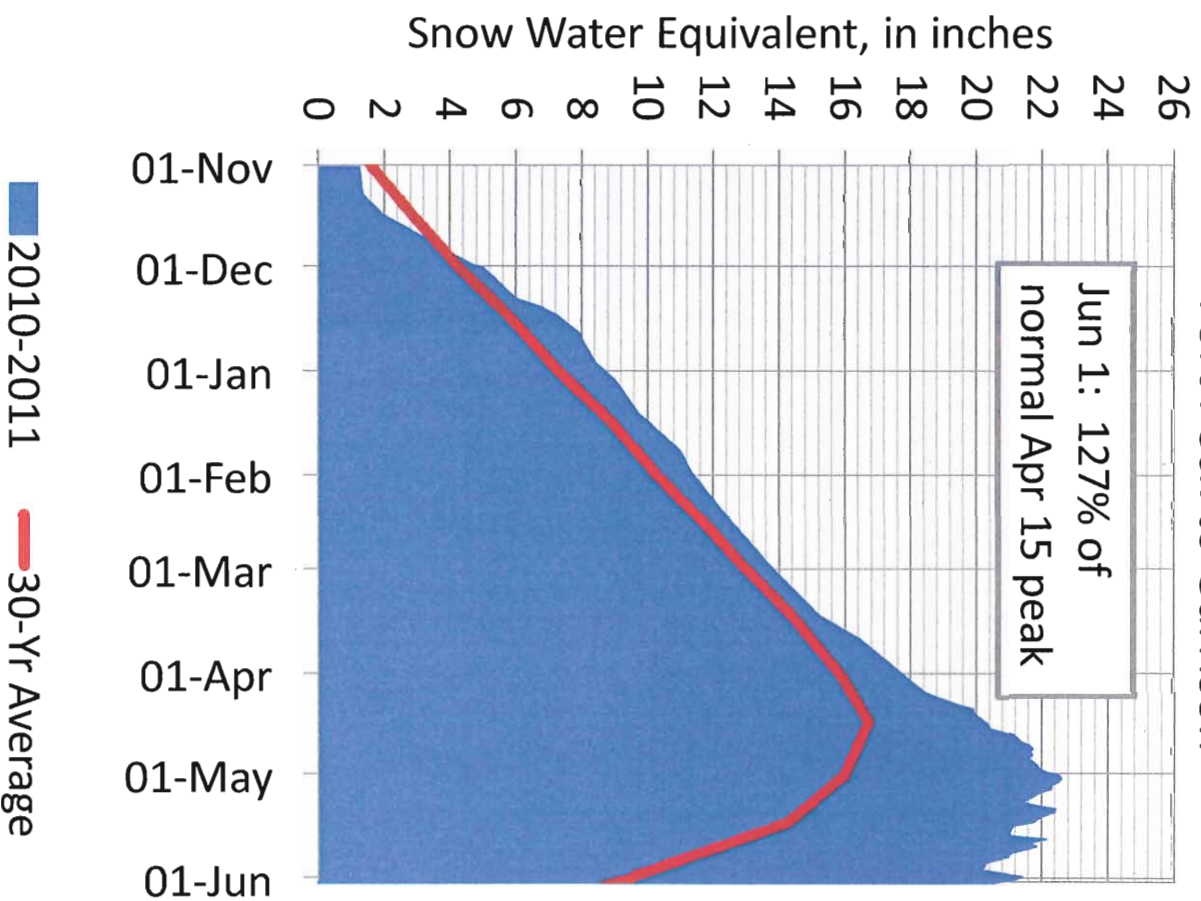 Snow Water Equivalent, in inches
0
2
4
6
8
10
12
14
16
18
20
22
24
26
01-Nov
01-Dec
01-Jan
01-Feb
01-Mar
01-Apr
01-May
01-Jun
Jun 1: 127% of
normal Apr 15 peak
2010-2011
30-Yr Average